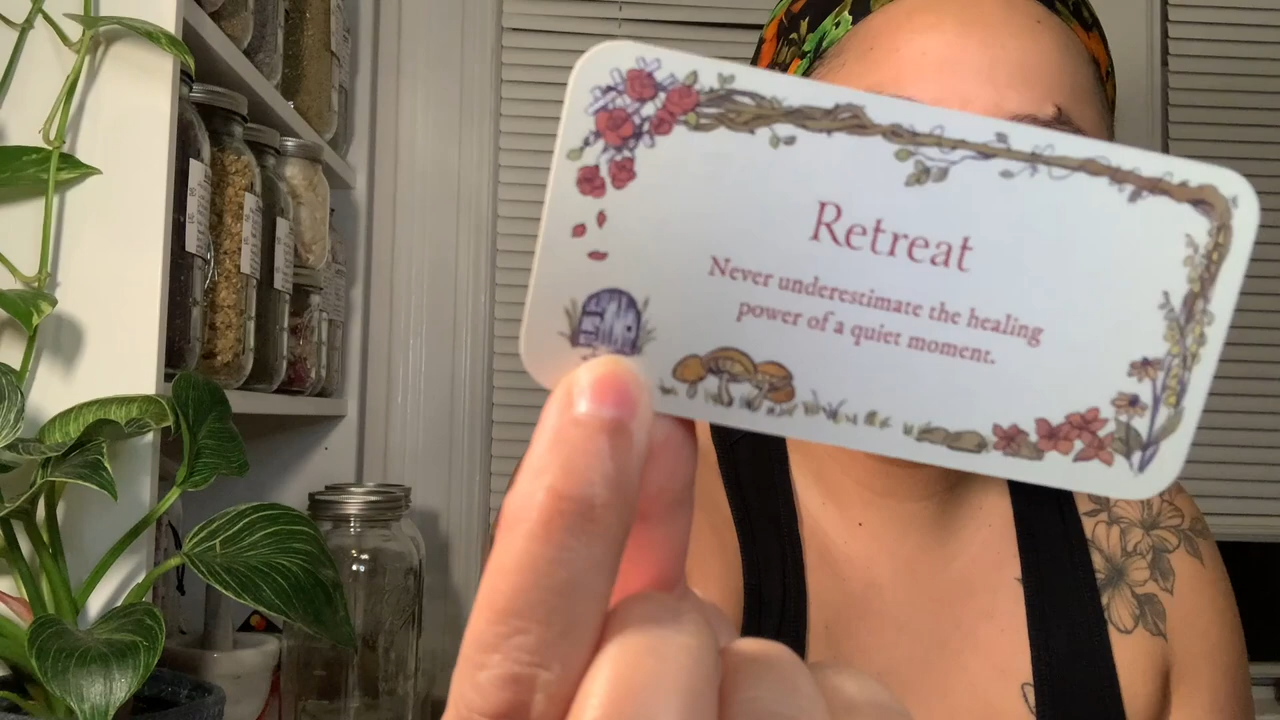 Retreat
Never underestimate the healing
power of a quiet moment.